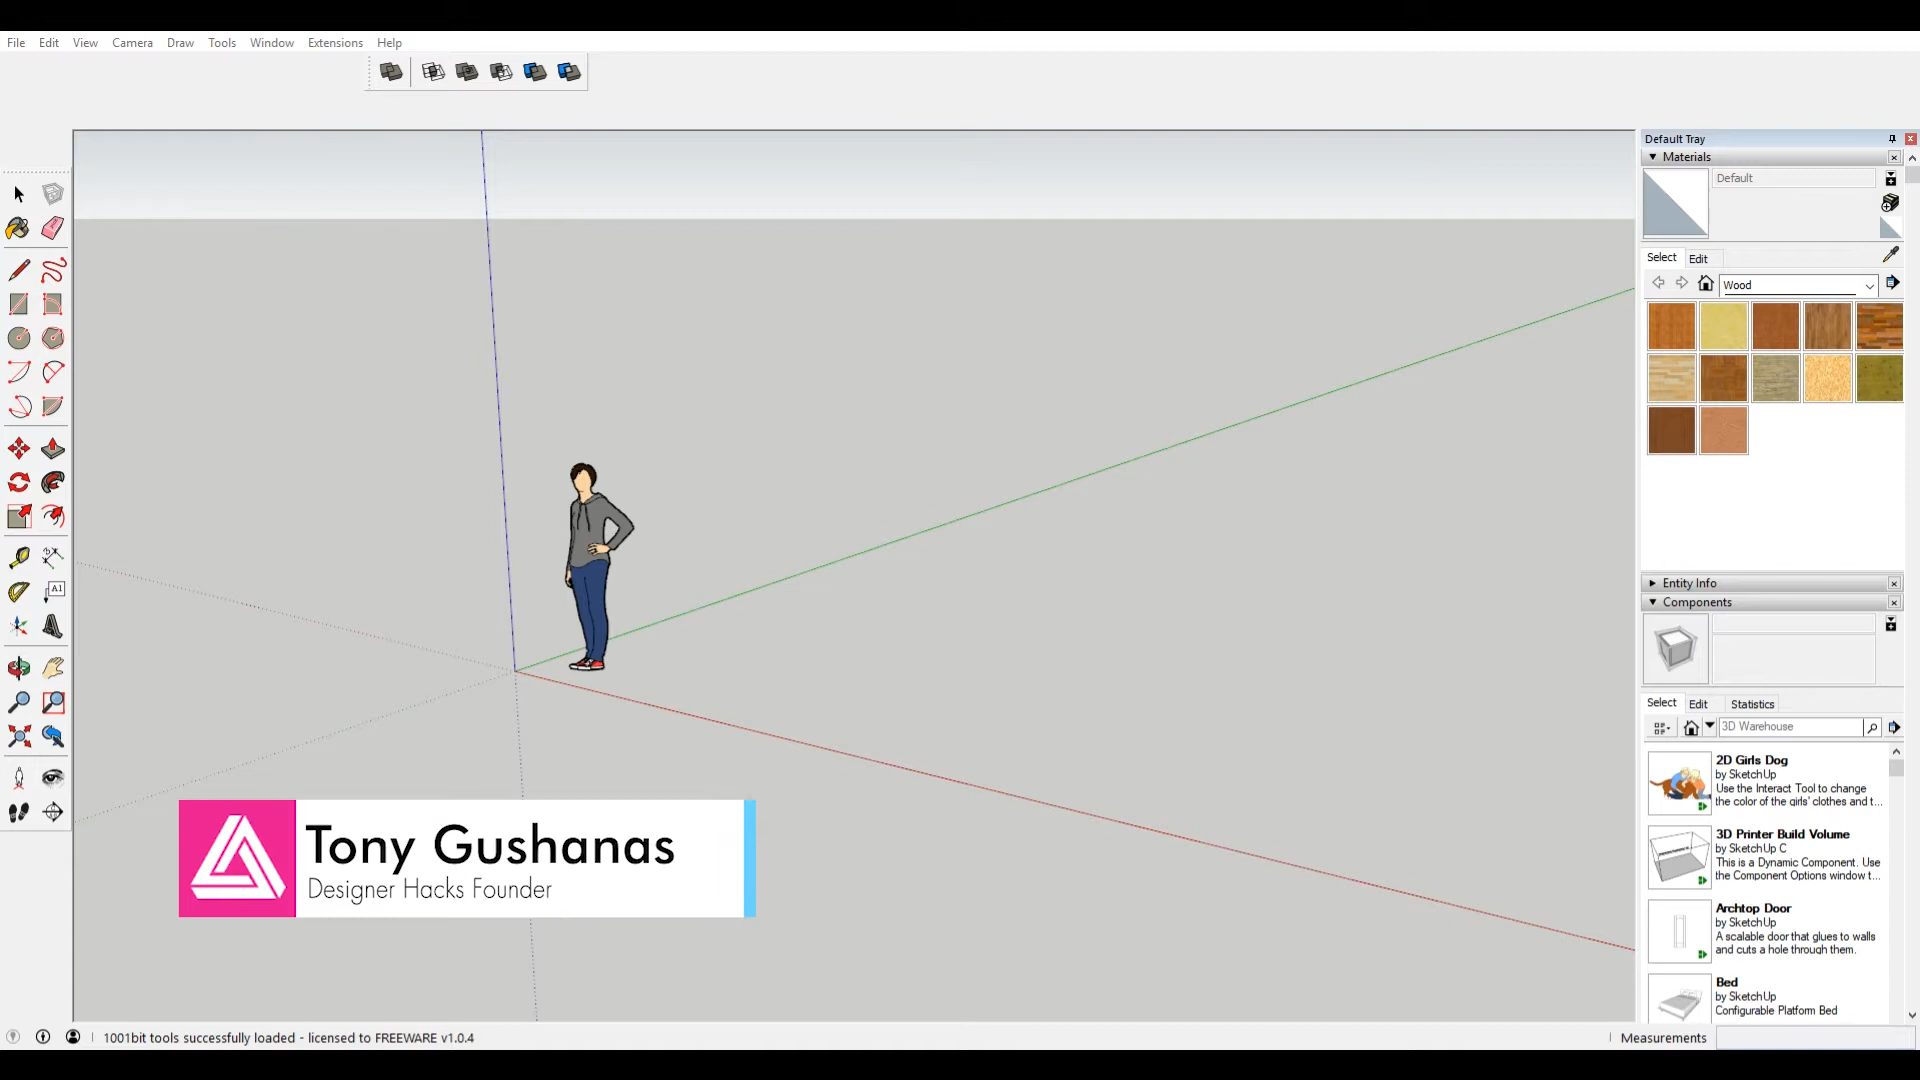 File Edit View Camera Draw Tools Window Extensions Help
Default Tray
Materials
Default
Select Edit
Wood
Entity Info
Components
Select Edit Statistics
3D Warehouse
2D Girls Dog
by SketchUp
Use the Interact Tool to change
the color of the girls' clothes and t...
3D Printer Build Volume
by SketchUp C
This is a Dynamic Component. Use
the Component Options window t...
Archtop Door
by SketchUp
A scalable door that glues to walls
and cuts a hole through them.
Bed
by SketchUp
Configurable Platform Bed
A1
Tony Gushanas
Designer Hacks Founder
1001bit tools successfully loaded - licensed to FREEWARE v1.0.4
Measurements